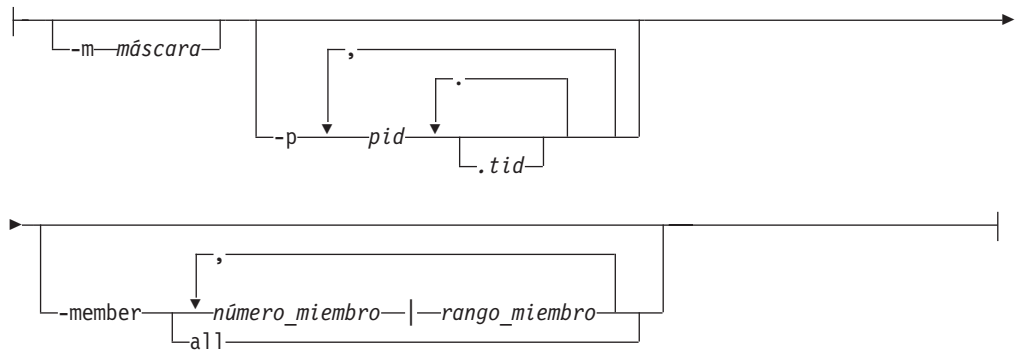 -m máscara
,
.
-p pid
.tid
,
-member número_miembro | rango_miembro
all